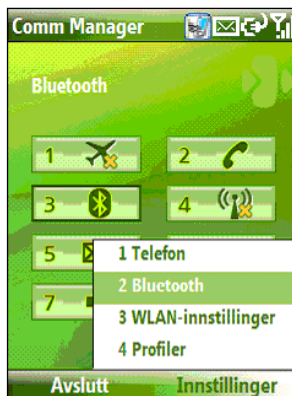 Comm Manager
Bluetooth
1
2
3
4
5
7
1 Telefon
2 Bluetooth
3 WLAN-innstillinger
4 Profiler
Avslutt Innstillinger